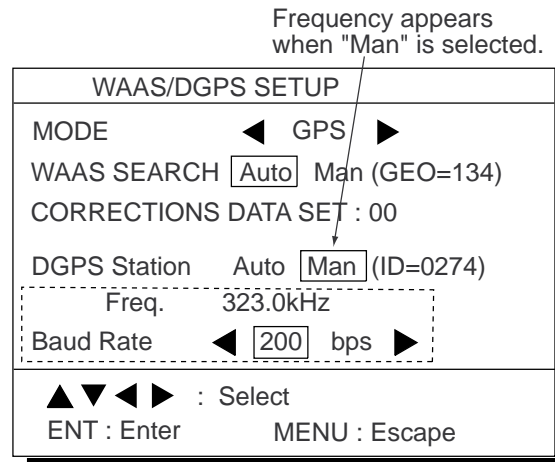 Frequency appears
when "Man" is selected.
WAAS/DGPS SETUP
MODE ◀ GPS ▶
WAAS SEARCH Auto Man (GEO=134)
CORRECTIONS DATA SET : 00
DGPS Station Auto Man (ID=0274)
Freq. 323.0kHz
Baud Rate ◀ 200 bps ▶
▲ ▼ ◀ ▶ : Select
ENT : Enter MENU : Escape